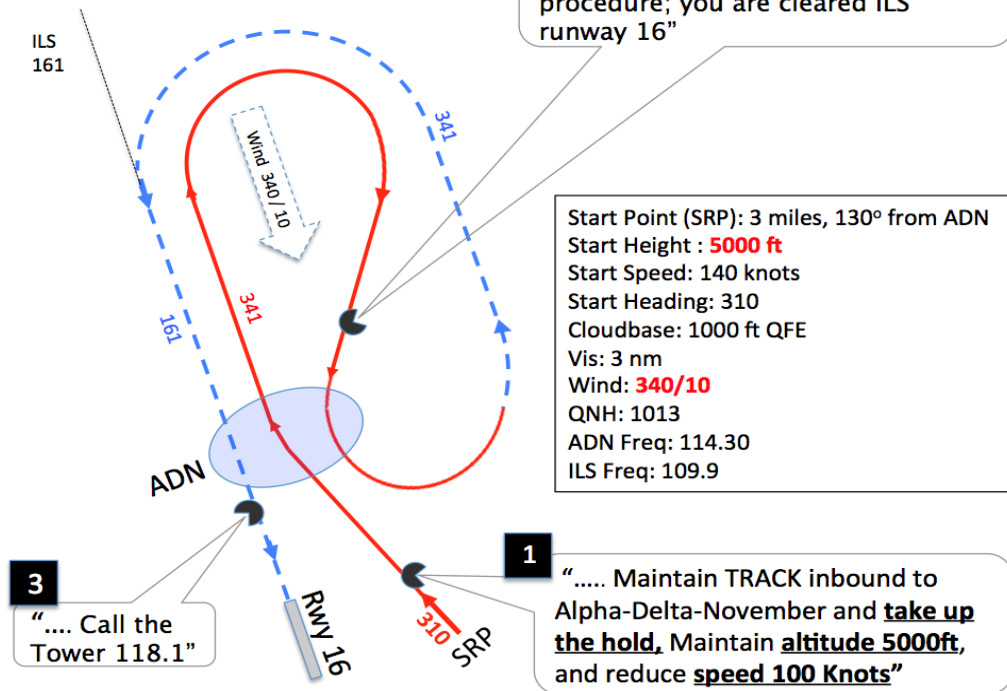 procedure; you are cleared ILS
runway 16”
ILS
161
341
Wind 340 / 10
341
161
Start Point (SRP): 3 miles, 130º from ADN
Start Height : 5000 ft
Start Speed: 140 knots
Start Heading: 310
Cloudbase: 1000 ft QFE
Vis: 3 nm
Wind: 340/10
QNH: 1013
ADN Freq: 114.30
ILS Freq: 109.9
ADN
3
“.... Call the
Tower 118.1”
Rwy 16
310
SRP
1
“..... Maintain TRACK inbound to
Alpha-Delta-November and take up
the hold, Maintain altitude 5000ft,
and reduce speed 100 Knots”